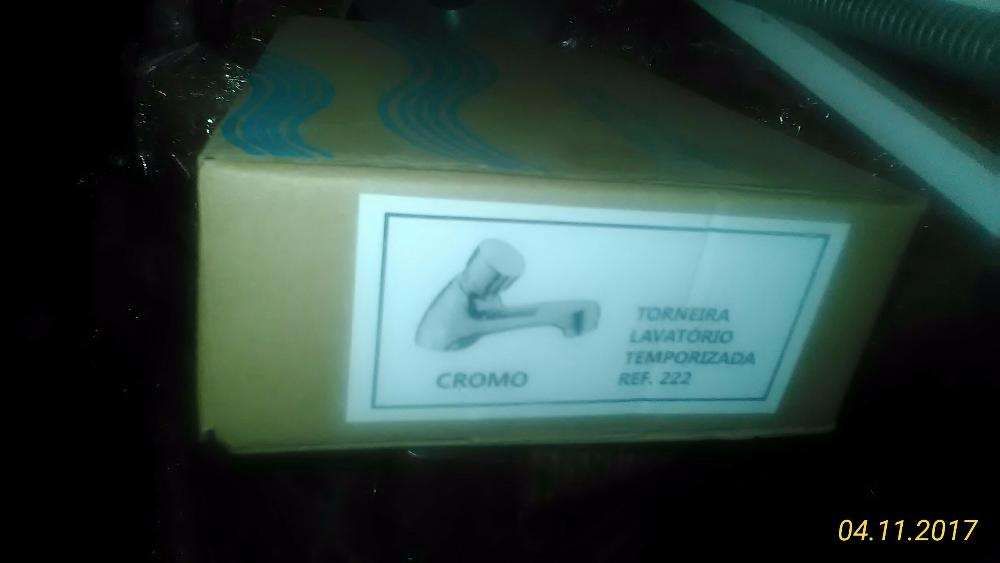 TORNEIRA
LAVATÓRIO
TEMPORIZADA
REF. 222
CROMO
04.11.2017